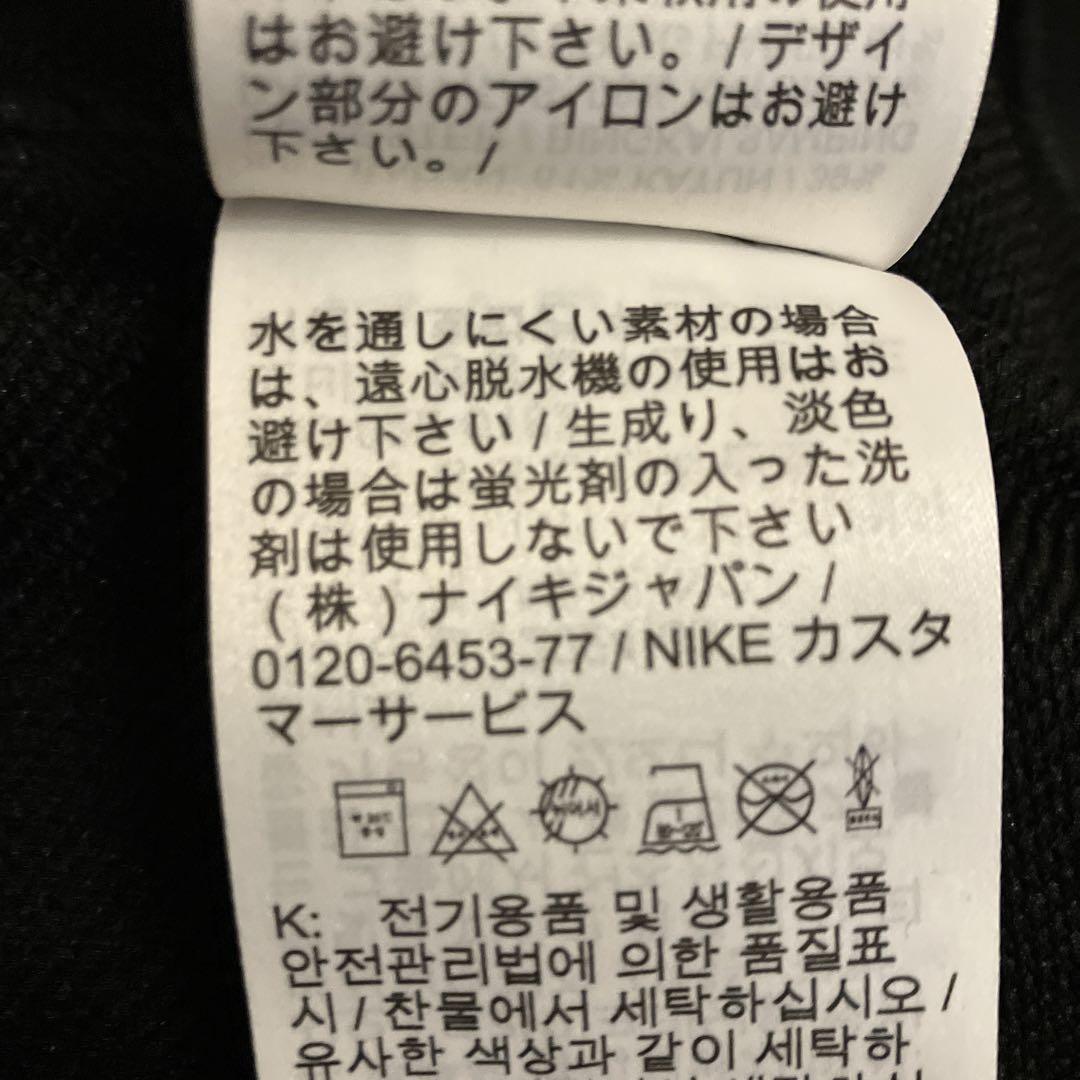 はお避け下さい。/ デザイ
ン部分のアイロンはお避け
下さい。/
水を通しにくい素材の場合
は、遠心脱水機の使用はお
避け下さい / 生成り、淡色
の場合は蛍光剤の入った洗
剤は使用しないで下さい
( 株 ) ナイキジャパン /
0120-6453-77 / NIKE カスタ
マーサービス
K: 전기용품 및 생활용품
안전관리법에 의한 품질표
시 / 찬물에서 세탁하십시오 /
유사한 색상과 같이 세탁하